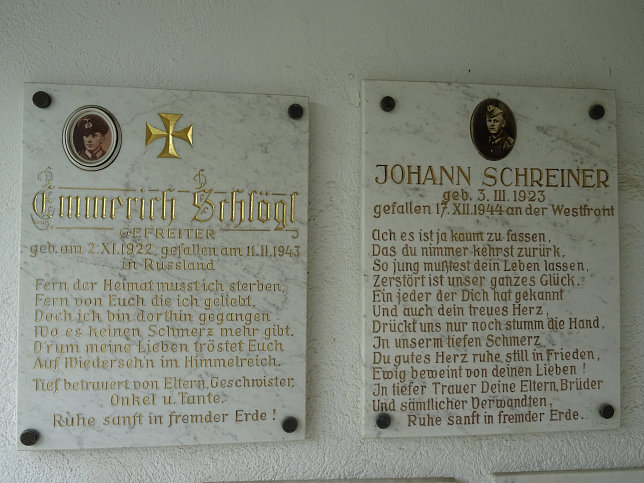 Emmerich Schlögl
GEFREITER
geb. am 2.XI.1922, gefallen am 11.II.1943
in Russland
Fern der Heimat musst ich sterben,
Fern von Euch die ich geliebt,
Doch ich bin dorthin gegangen
Wo es keinen Schmerz mehr gibt.
D'rum meine Lieben tröstet Euch
Auf Wiederseh'n im Himmelreich.
Tief betrauert von Eltern, Geschwister,
Onkel u. Tante.
Ruhe sanft in fremder Erde!
JOHANN SCHREINER
geb. 3. III. 1923
gefallen 17. XII. 1944 an der Westfront
Ach es ist ja kaum zu fassen,
Das du nimmer kehrst zurürk,
So jung mußtest dein Leben lassen,
Zerstört ist unser ganzes Glück.
Ein jeder der Dich hat gekannt
Und auch dein treues Herz,
Drückt uns nur noch stumm die Hand,
In unserm tiefen Schmerz.
Du gutes Herz ruhe still in Frieden,
Ewig beweint von deinen Lieben!
In tiefer Trauer Deine Eltern, Brüder
Und sämtlicher Verwandten,
Ruhe sanft in fremder Erde.